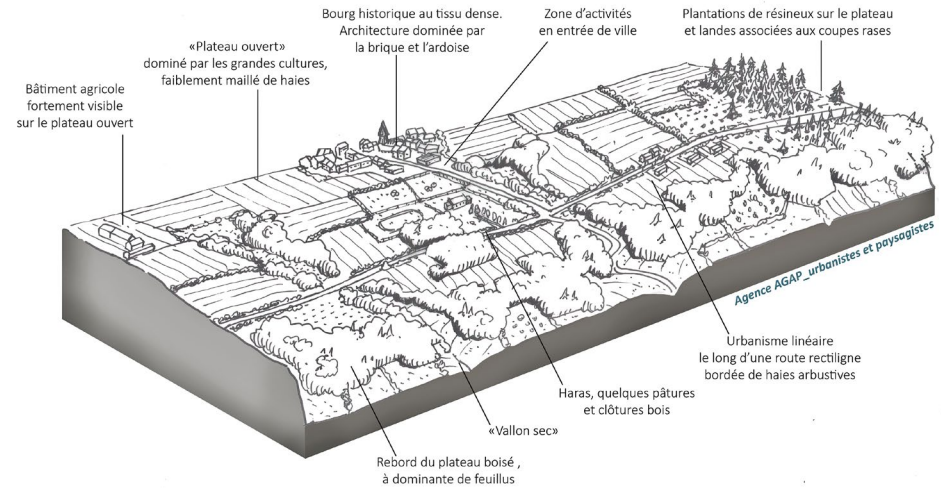 Bourg historique au tissu dense.
Architecture dominée par
la brique et l'ardoise
Zone d'activités
en entrée de ville
Plantations de résineux sur le plateau
et landes associées aux coupes rases
«Plateau ouvert»
dominé par les grandes cultures,
faiblement maillé de haies
Bâtiment agricole
fortement visible
sur le plateau ouvert
Agence AGAP_urbanistes et paysagistes
Urbanisme linéaire
le long d'une route rectiligne
bordée de haies arbustives
Haras, quelques pâtures
et clôtures bois
«Vallon sec»
Rebord du plateau boisé ,
à dominante de feuillus